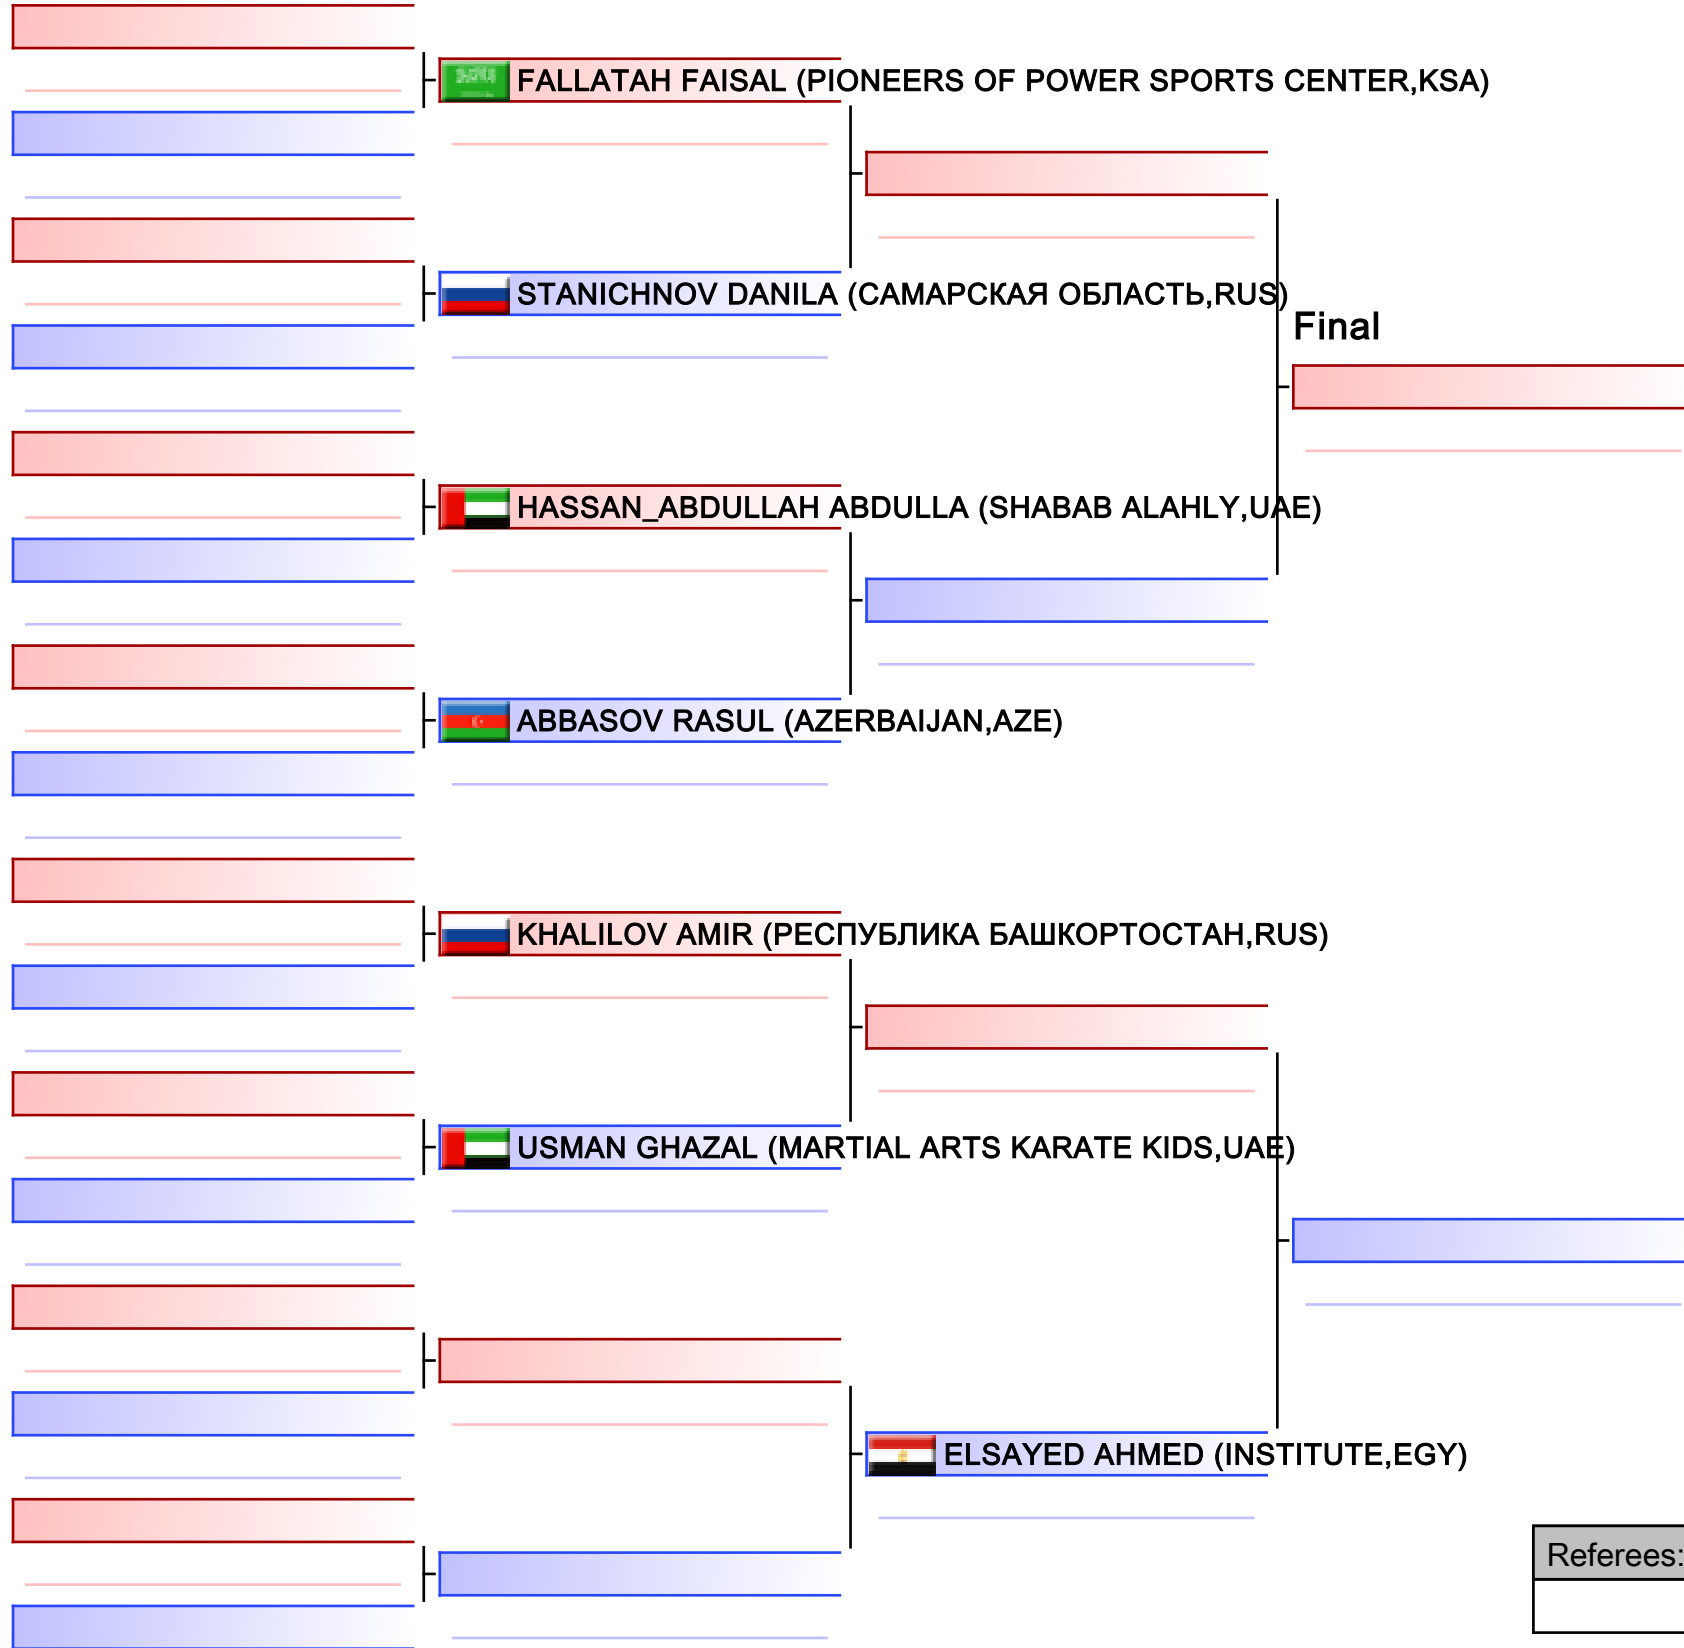 FALLATAH FAISAL (PIONEERS OF POWER SPORTS CENTER,KSA)
STANICHNOV DANILA (САМАРСКАЯ ОБЛАСТЬ,RUS)
Final
HASSAN_ABDULLAH ABDULLA (SHABAB ALAHLY,UAE)
ABBASOV RASUL (AZERBAIJAN,AZE)
KHALILOV AMIR (РЕСПУБЛИКА БАШКОРТОСТАН,RUS)
USMAN GHAZAL (MARTIAL ARTS KARATE KIDS,UAE)
ELSAYED AHMED (INSTITUTE,EGY)
Referees: